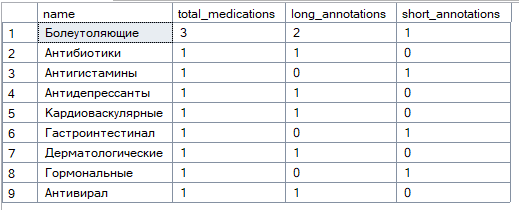 name total_medications long_annotations short_annotations
1 Болеутоляющие 3 2 1
2 Антибиотики 1 1 0
3 Антигистамины 1 0 1
4 Антидепрессанты 1 1 0
5 Кардиоваскулярные 1 1 0
6 Гастроинтестинал 1 0 1
7 Дерматологические 1 1 0
8 Гормональные 1 0 1
9 Антивирал 1 1 0